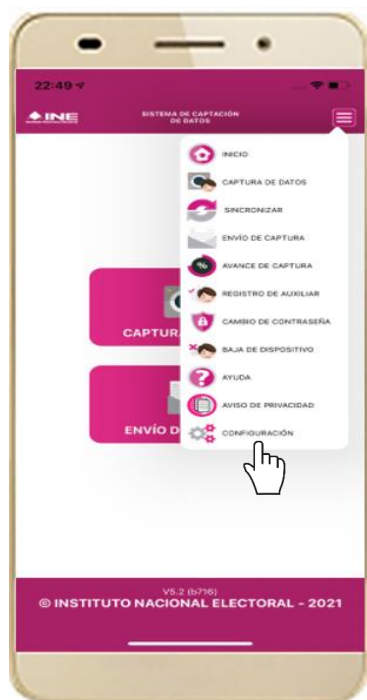 22:49
INE
SISTEMA DE CAPTACIÓN
DE DATOS
INICIO
CAPTURA DE DATOS
SINCRONIZAR
ENVÍO DE CAPTURA
%
AVANCE DE CAPTURA
REGISTRO DE AUXILIAR
CAMBIO DE CONTRASEÑA
BAJA DE DISPOSITIVO
?
AYUDA
AVISO DE PRIVACIDAD
CONFIGURACIÓN
CAPTUR
ENVÍO D
V5.2 (b716)
© INSTITUTO NACIONAL ELECTORAL - 2021